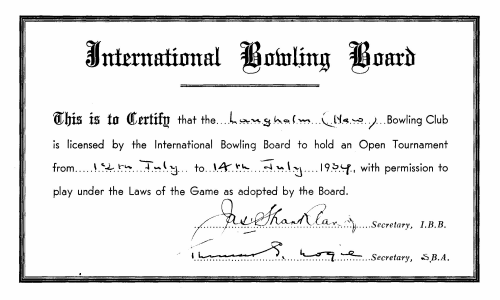 International Bowling Board
This is to Certify that the Langholm (New) Bowling Club
is licensed by the International Bowling Board to hold an Open Tournament
from 12th July to 14th July 1954, with permission to
play under the Laws of the Game as adopted by the Board.
Secretary, I.B.B.
Secretary, S.B.A.